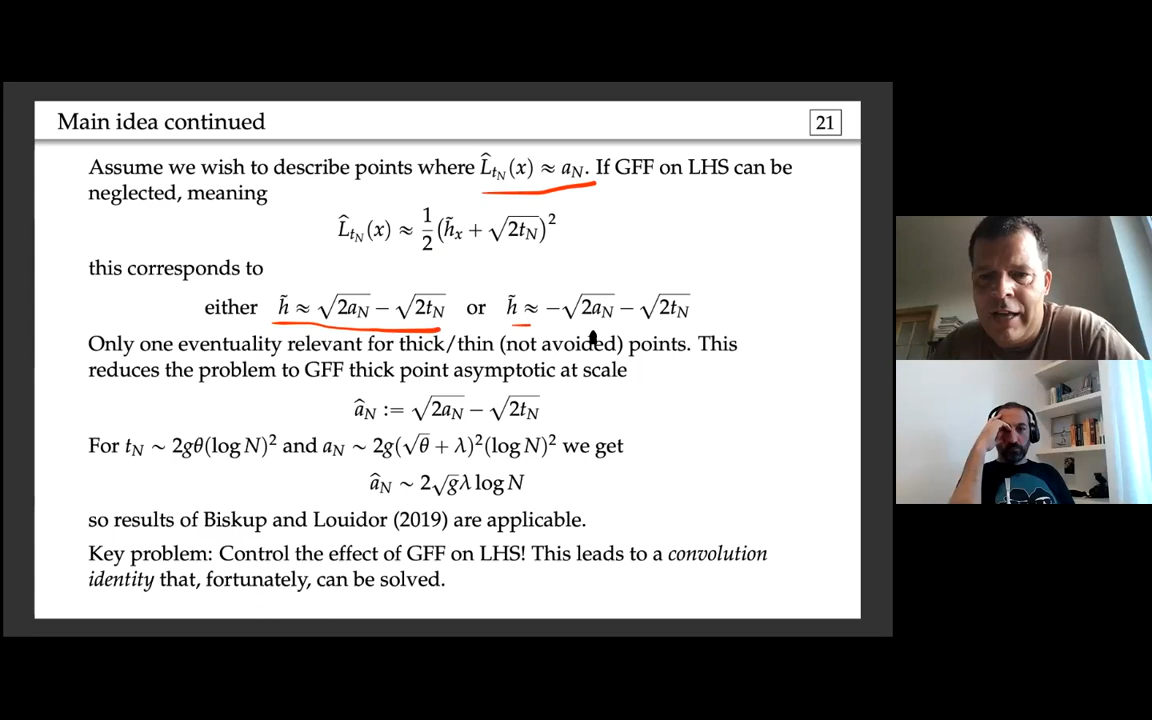 Main idea continued
21
Assume we wish to describe points where L̂_{t_N}(x) ≈ a_N. If GFF on LHS can be
neglected, meaning
L̂_{t_N}(x) ≈ 1/2 (h̃_x + √(2t_N))²
this corresponds to
either h̃ ≈ √(2a_N) − √(2t_N) or h̃ ≈ −√(2a_N) − √(2t_N)
Only one eventuality relevant for thick/thin (not avoided) points. This
reduces the problem to GFF thick point asymptotic at scale
â_N := √(2a_N) − √(2t_N)
For t_N ∼ 2gθ(log N)² and a_N ∼ 2g(√θ + λ)²(log N)² we get
â_N ∼ 2√g λ log N
so results of Biskup and Louidor (2019) are applicable.
Key problem: Control the effect of GFF on LHS! This leads to a convolution
identity that, fortunately, can be solved.